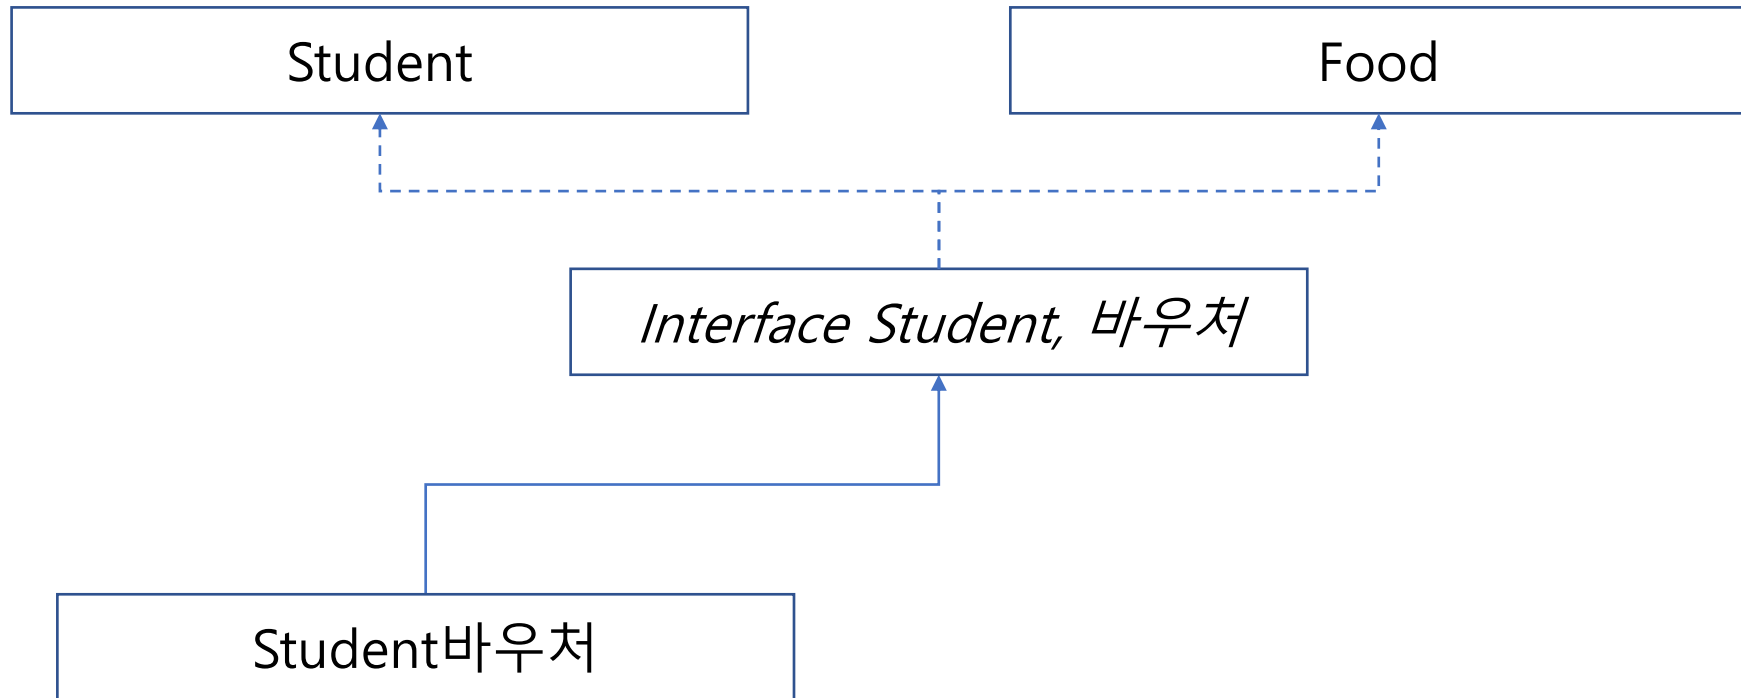 Student
Food
Interface Student, 바우처
Student바우처